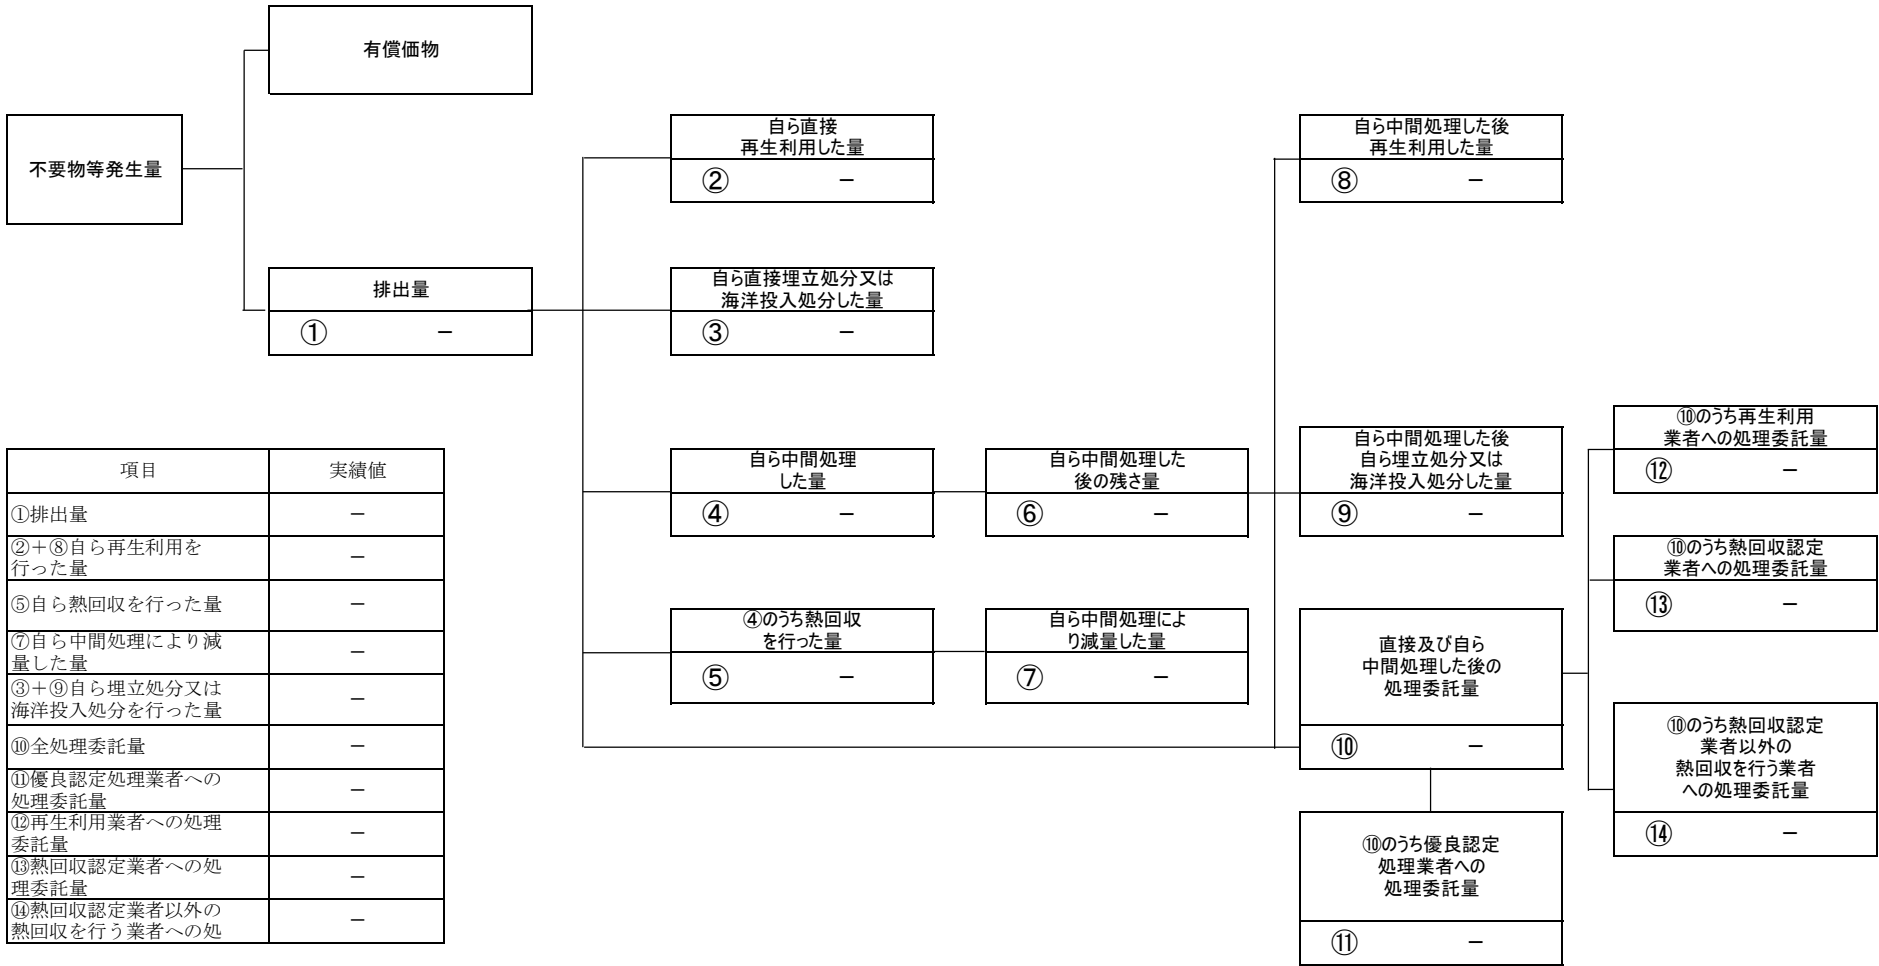 有償価物
不要物等発生量
排出量
① －
自ら直接
再生利用した量
② －
自ら直接埋立処分又は
海洋投入処分した量
③ －
自ら中間処理
した量
④ －
④のうち熱回収
を行った量
⑤ －
自ら中間処理した
後の残さ量
⑥ －
自ら中間処理によ
り減量した量
⑦ －
自ら中間処理した後
再生利用した量
⑧ －
自ら中間処理した後
自ら埋立処分又は
海洋投入処分した量
⑨ －
直接及び自ら
中間処理した後の
処理委託量
⑩ －
⑩のうち優良認定
処理業者への
処理委託量
⑪ －
⑩のうち再生利用
業者への処理委託量
⑫ －
⑩のうち熱回収認定
業者への処理委託量
⑬ －
⑩のうち熱回収認定
業者以外の
熱回収を行う業者
への処理委託量
⑭ －
項目 実績値
①排出量 －
②＋⑧自ら再生利用を
行った量 －
⑤自ら熱回収を行った量 －
⑦自ら中間処理により減
量した量 －
③＋⑨自ら埋立処分又は
海洋投入処分を行った量 －
⑩全処理委託量 －
⑪優良認定処理業者への
処理委託量 －
⑫再生利用業者への処理
委託量 －
⑬熱回収認定業者への処
理委託量 －
⑭熱回収認定業者以外の
熱回収を行う業者への処 －